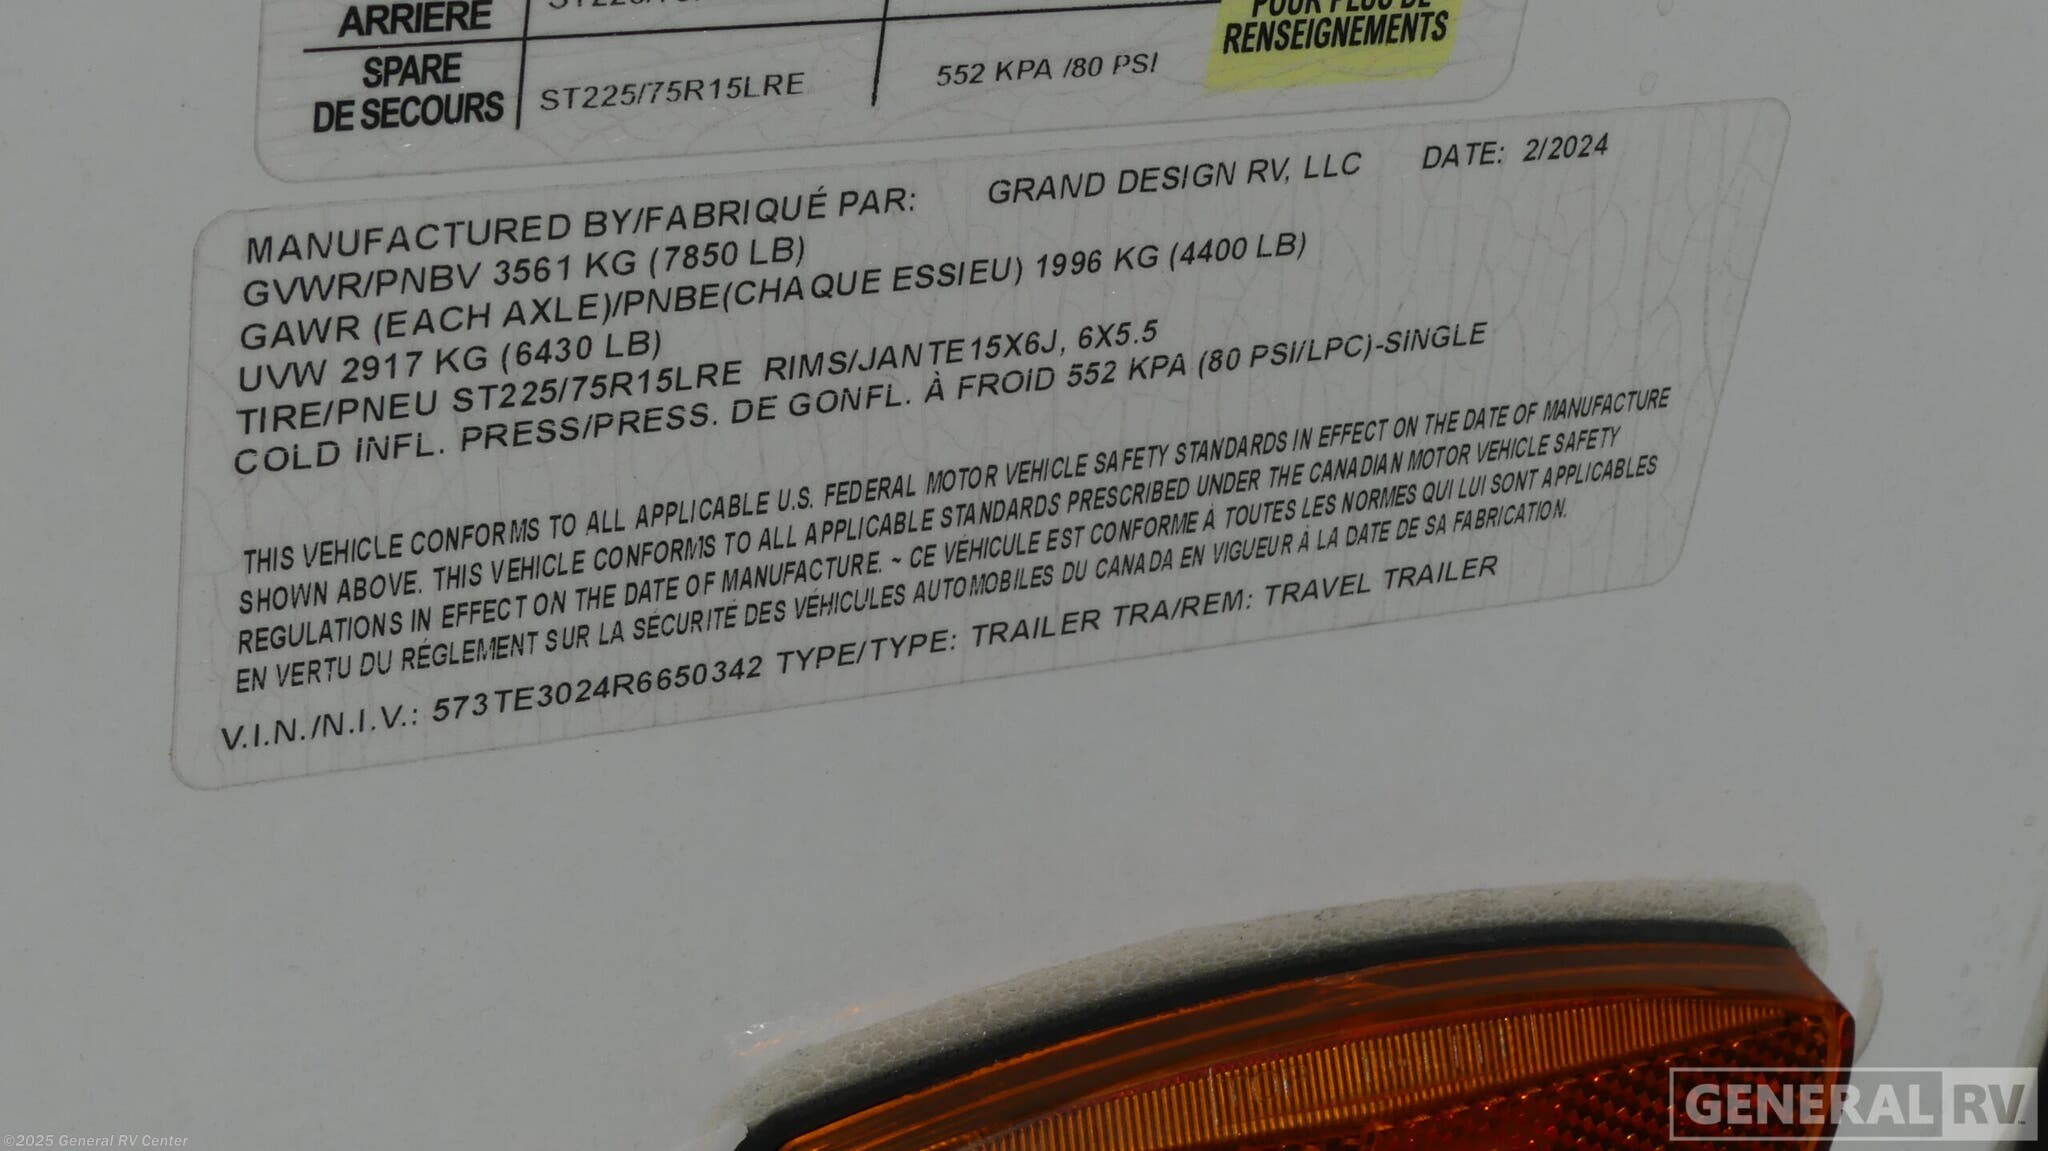 ARRIÈRE
SPARE
DE SECOURS
ST225/75R15LRE
552 KPA /80 PSI
POUR PLUS DE
RENSEIGNEMENTS
MANUFACTURED BY/FABRIQUÉ PAR: GRAND DESIGN RV, LLC DATE: 2/2024
GVWR/PNBV 3561 KG (7850 LB)
GAWR (EACH AXLE)/PNBE(CHAQUE ESSIEU) 1996 KG (4400 LB)
UVW 2917 KG (6430 LB)
TIRE/PNEU ST225/75R15LRE RIMS/JANTE15X6J, 6X5.5
COLD INFL. PRESS/PRESS. DE GONFL. À FROID 552 KPA (80 PSI/LPC)-SINGLE
THIS VEHICLE CONFORMS TO ALL APPLICABLE U.S. FEDERAL MOTOR VEHICLE SAFETY STANDARDS IN EFFECT ON THE DATE OF MANUFACTURE
SHOWN ABOVE. THIS VEHICLE CONFORMS TO ALL APPLICABLE STANDARDS PRESCRIBED UNDER THE CANADIAN MOTOR VEHICLE SAFETY
REGULATIONS IN EFFECT ON THE DATE OF MANUFACTURE. ~ CE VÉHICULE EST CONFORME À TOUTES LES NORMES QUI LUI SONT APPLICABLES
EN VERTU DU RÉGLEMENT SUR LA SÉCURITÉ DES VÉHICULES AUTOMOBILES DU CANADA EN VIGUEUR À LA DATE DE SA FABRICATION.
V.I.N./N.I.V.: 573TE3024R6650342 TYPE/TYPE: TRAILER TRA/REM: TRAVEL TRAILER
GENERAL RV
©2025 General RV Center